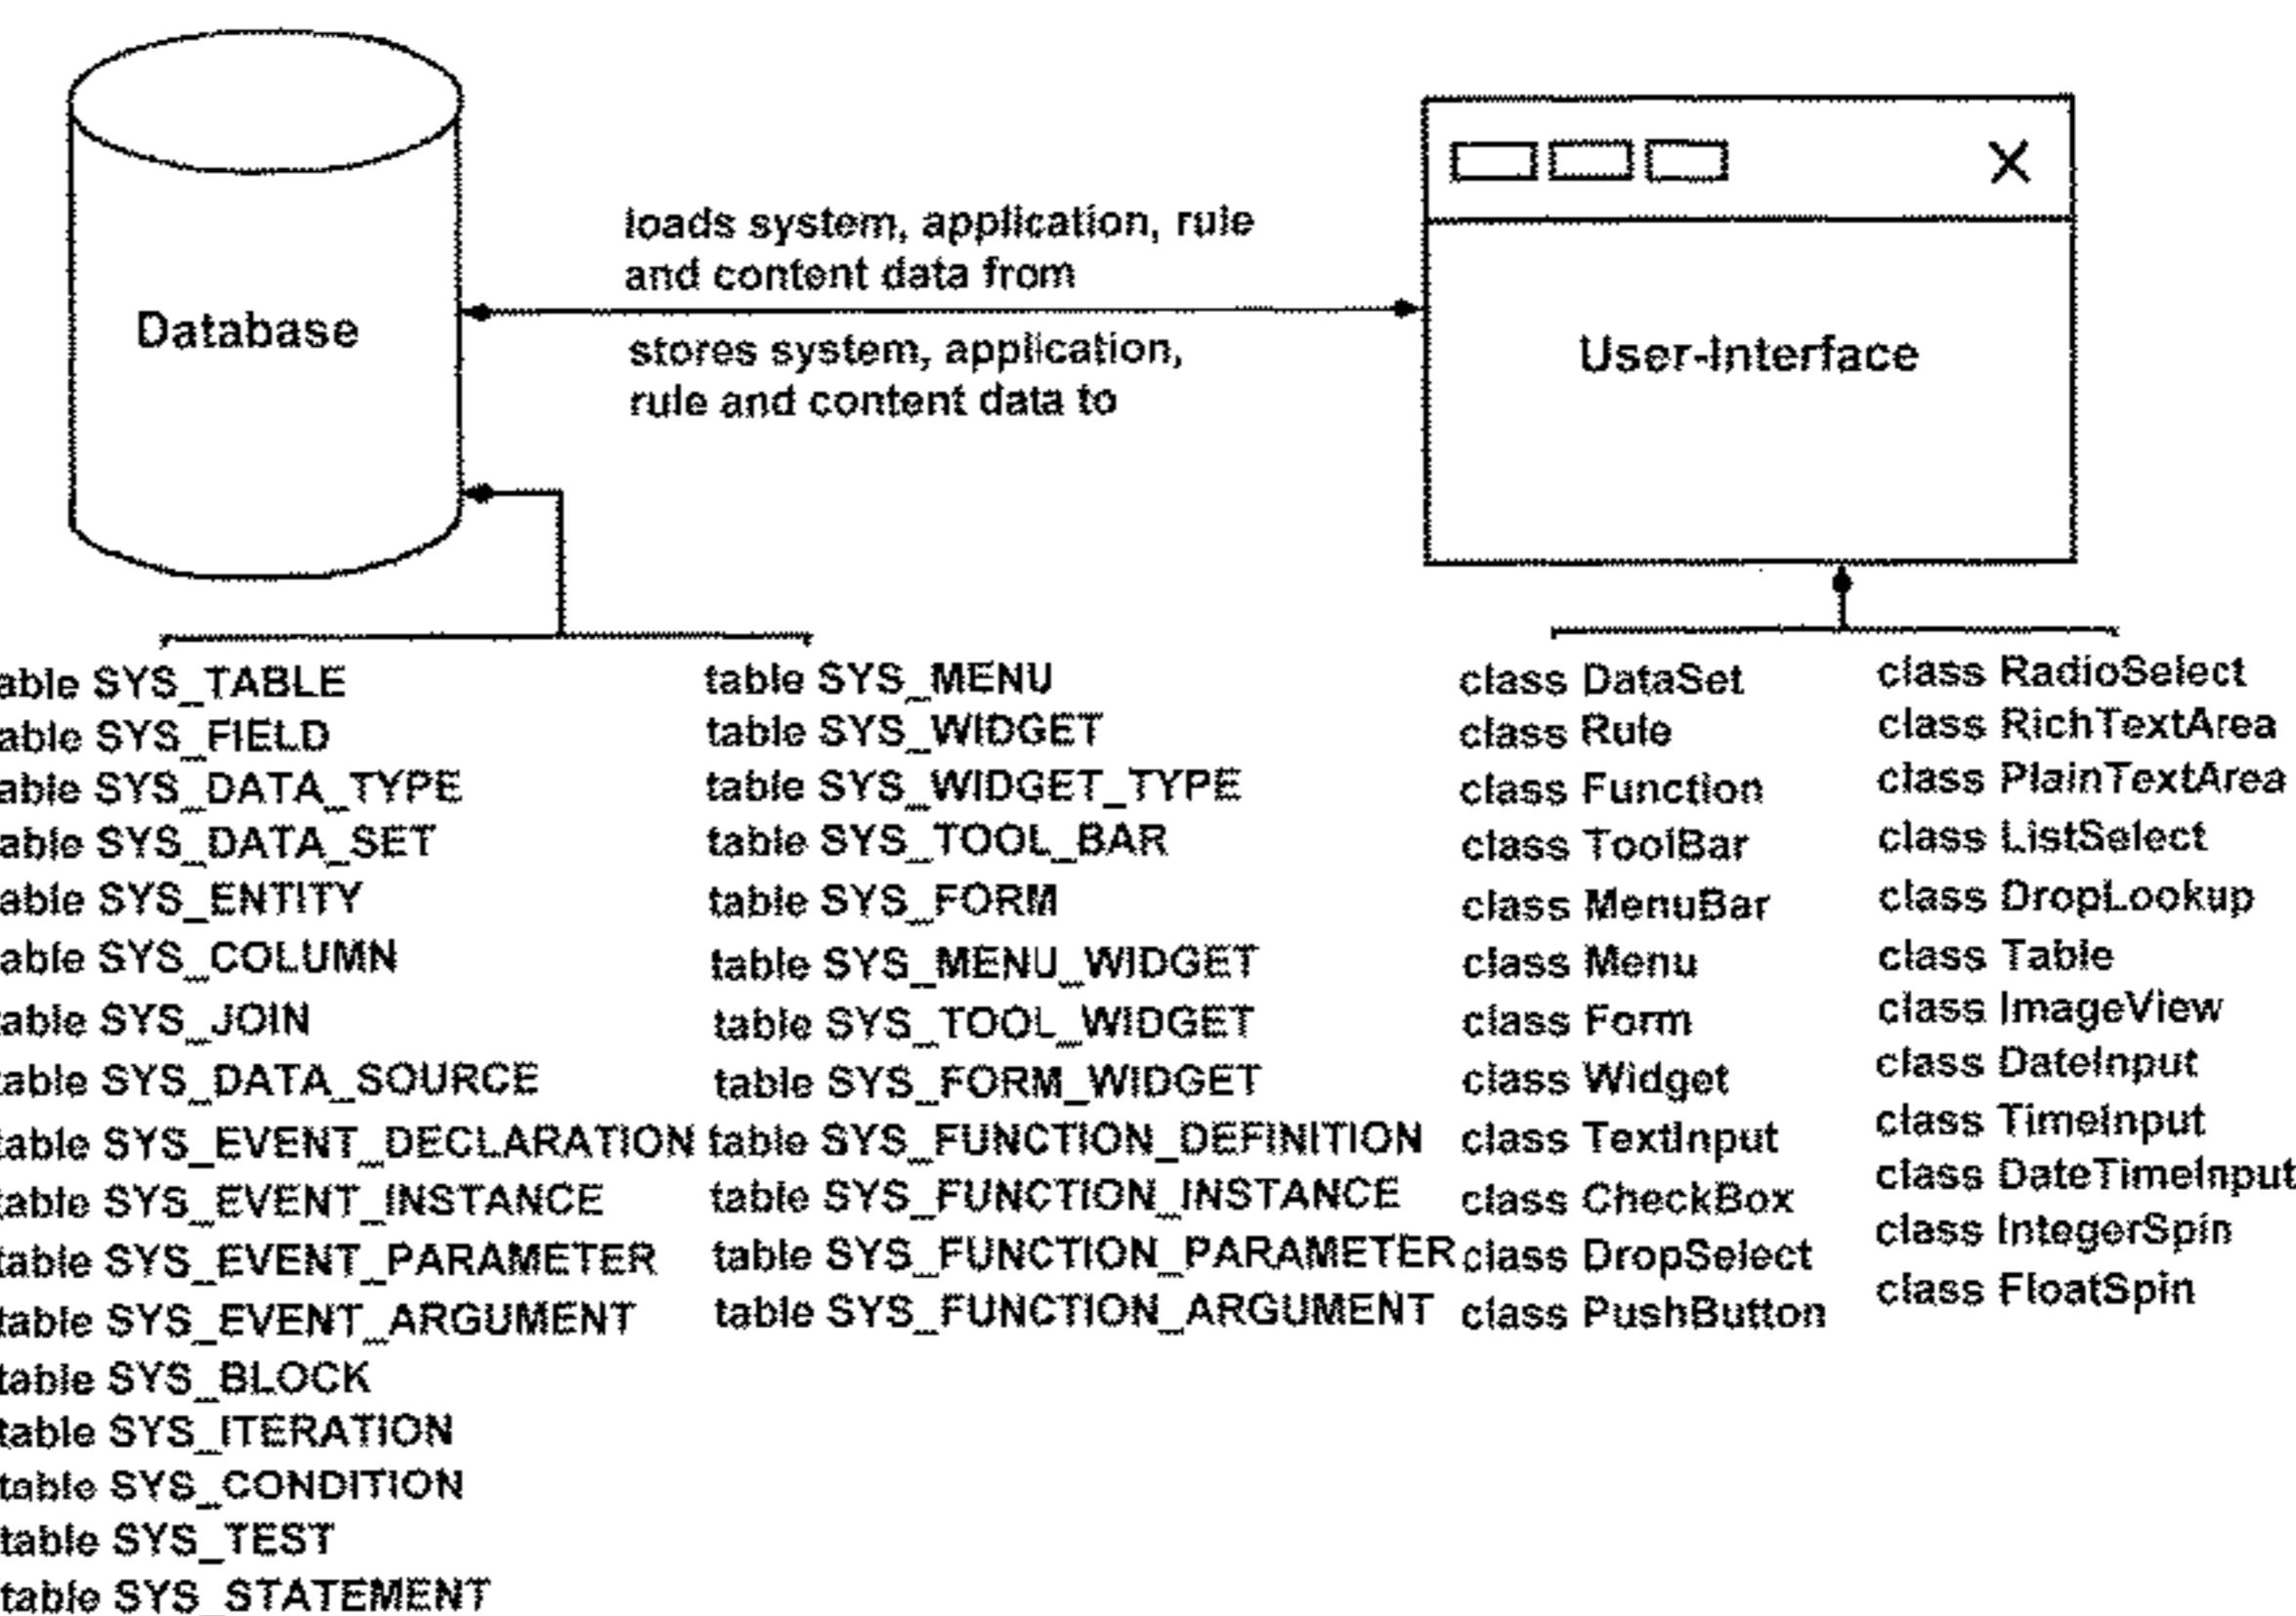 Database
loads system, application, rule
and content data from
stores system, application,
rule and content data to
User-Interface
able SYS_TABLE
able SYS_FIELD
able SYS_DATA_TYPE
able SYS_DATA_SET
able SYS_ENTITY
able SYS_COLUMN
table SYS_JOIN
table SYS_DATA_SOURCE
table SYS_EVENT_DECLARATION
table SYS_EVENT_INSTANCE
table SYS_EVENT_PARAMETER
table SYS_EVENT_ARGUMENT
table SYS_BLOCK
table SYS_ITERATION
table SYS_CONDITION
table SYS_TEST
table SYS_STATEMENT
table SYS_MENU
table SYS_WIDGET
table SYS_WIDGET_TYPE
table SYS_TOOL_BAR
table SYS_FORM
table SYS_MENU_WIDGET
table SYS_TOOL_WIDGET
table SYS_FORM_WIDGET
table SYS_FUNCTION_DEFINITION
table SYS_FUNCTION_INSTANCE
table SYS_FUNCTION_PARAMETER
table SYS_FUNCTION_ARGUMENT
class DataSet
class Rule
class Function
class ToolBar
class MenuBar
class Menu
class Form
class Widget
class TextInput
class CheckBox
class DropSelect
class PushButton
class RadioSelect
class RichTextArea
class PlainTextArea
class ListSelect
class DropLookup
class Table
class ImageView
class DateInput
class TimeInput
class DateTimeInput
class IntegerSpin
class FloatSpin